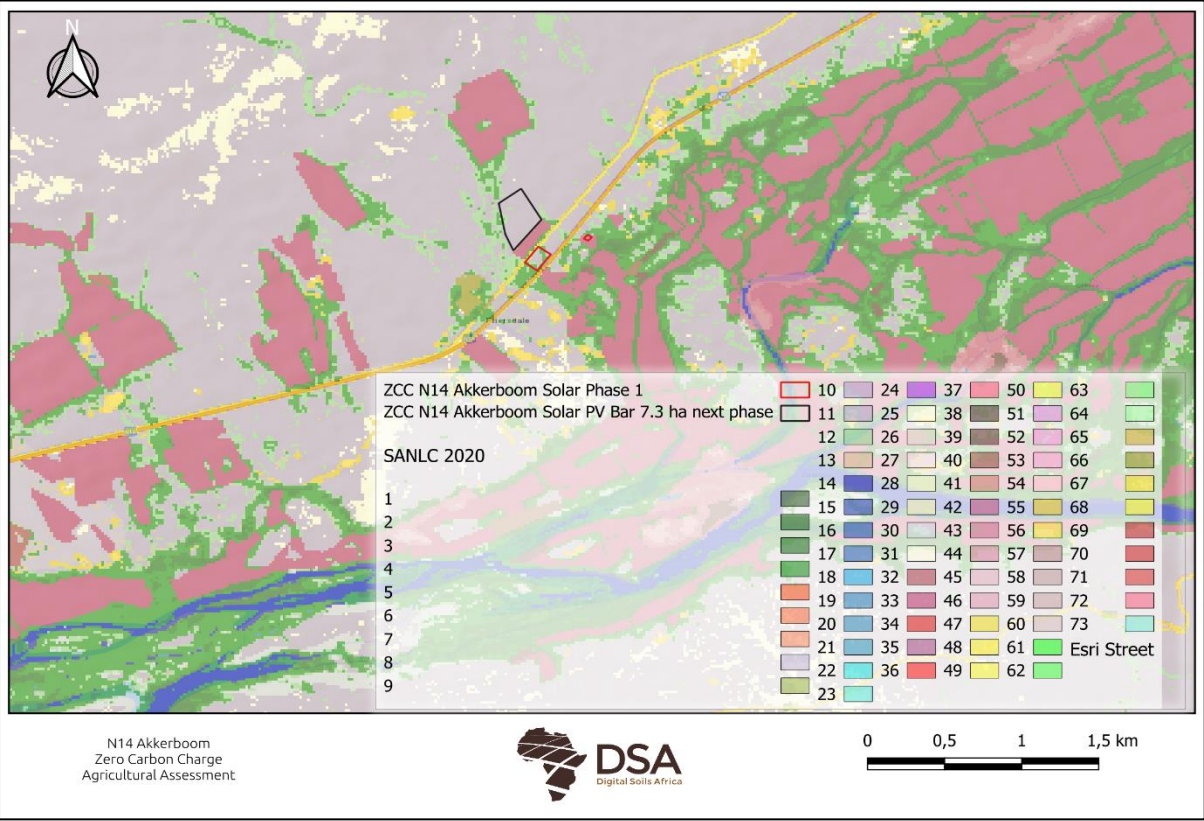 N
ZCC N14 Akkerboom Solar Phase 1
ZCC N14 Akkerboom Solar PV Bar 7.3 ha next phase
SANLC 2020
1
2
3
4
5
6
7
8
9
10 24 37 50 63
11 25 38 51 64
12 26 39 52 65
13 27 40 53 66
14 28 41 54 67
15 29 42 55 68
16 30 43 56 69
17 31 44 57 70
18 32 45 58 71
19 33 46 59 72
20 34 47 60 73
21 35 48 61 Esri Street
22 36 49 62
23
N14 Akkerboom
Zero Carbon Charge
Agricultural Assessment
DSA
Digital Soils Africa
0 0,5 1 1,5 km